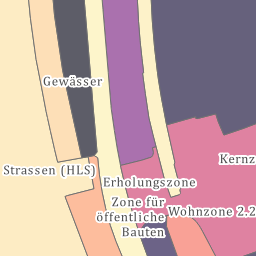 Gewässer
Kernz
Strassen (HLS)
Erholungszone
Zone für
öffentliche
Bauten
Wohnzone 2.2